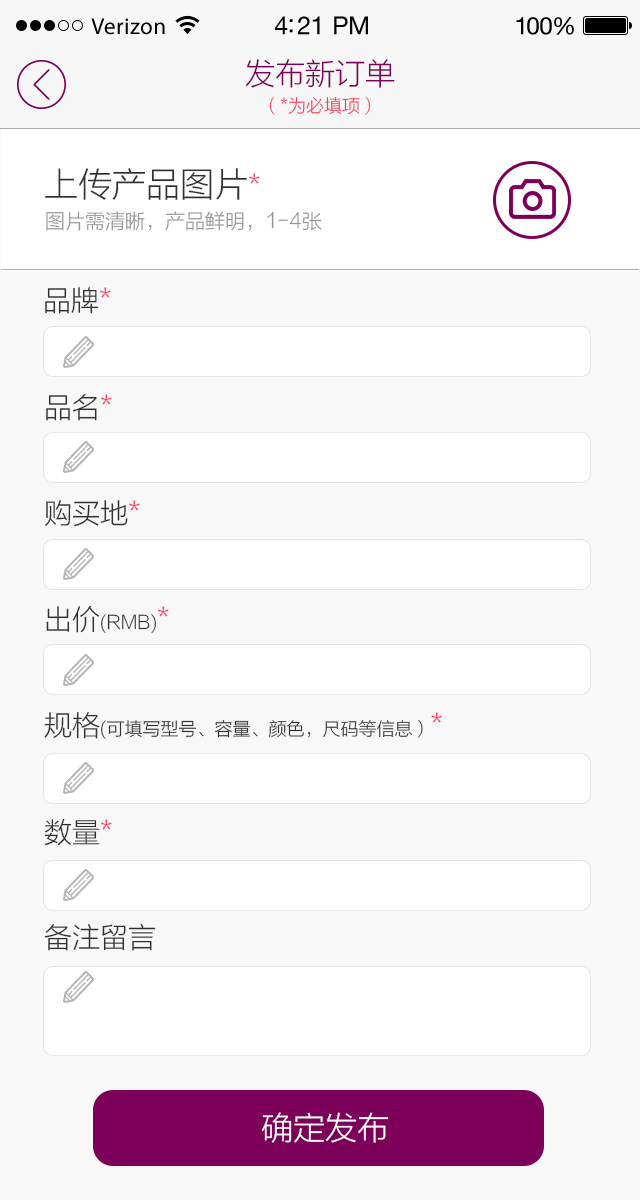 Verizon 4:21 PM 100%
发布新订单
（*为必填项）
上传产品图片*
图片需清晰，产品鲜明，1-4张
品牌*
品名*
购买地*
出价(RMB)*
规格(可填写型号、容量、颜色，尺码等信息）*
数量*
备注留言
确定发布